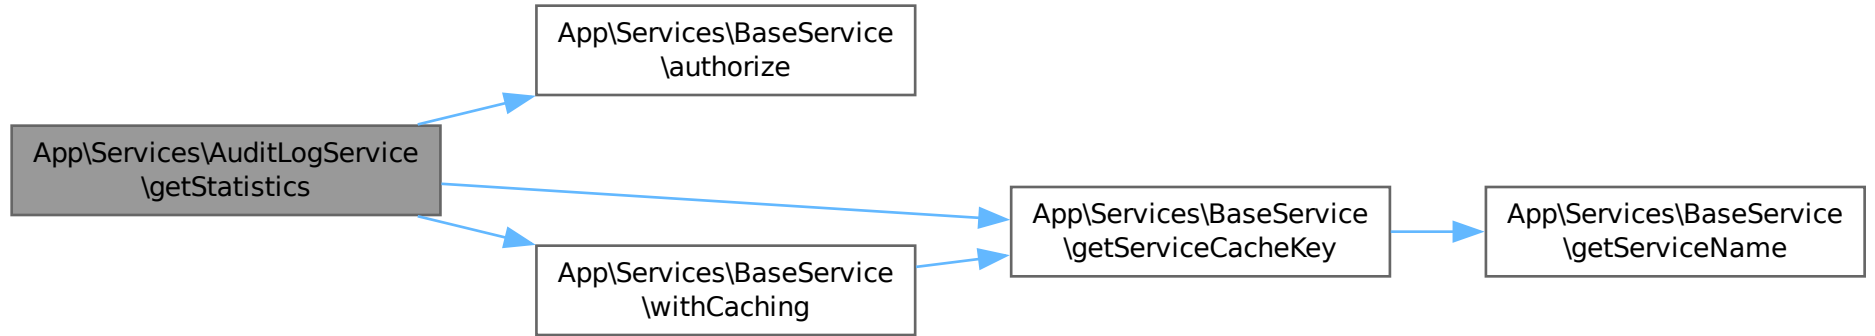 App\Services\BaseService
\authorize
App\Services\AuditLogService
\getStatistics
App\Services\BaseService
\getServiceCacheKey
App\Services\BaseService
\getServiceName
App\Services\BaseService
\withCaching